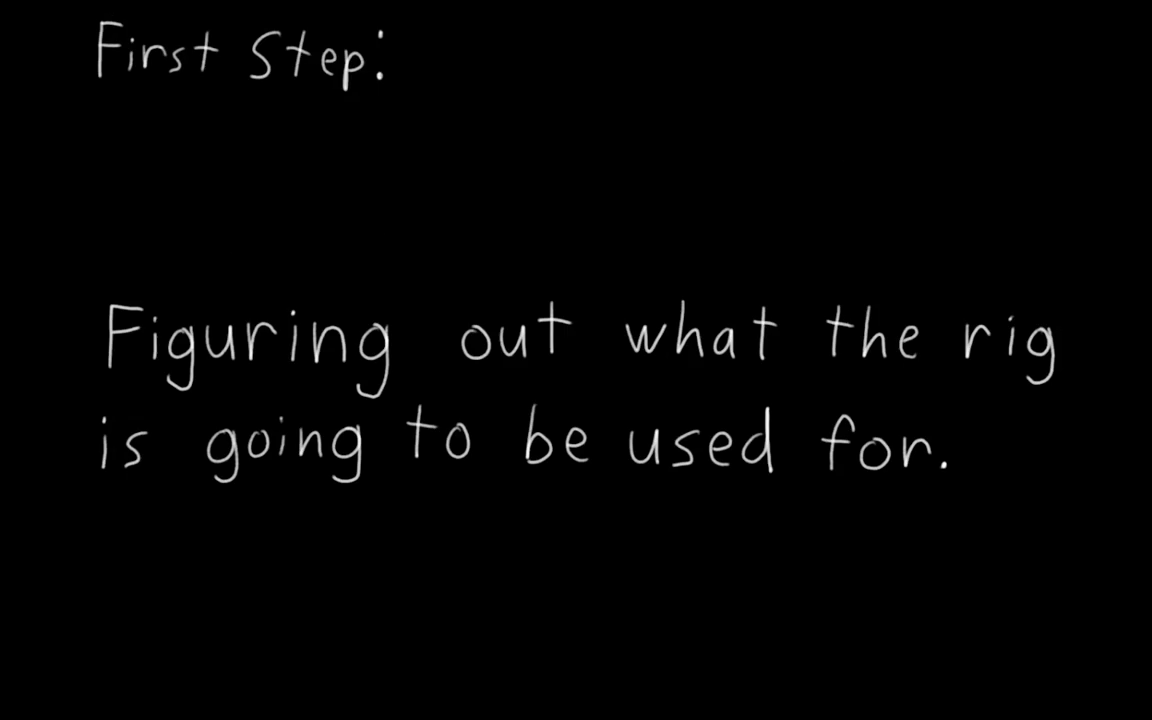 First Step:
Figuring out what the rig
is going to be used for.